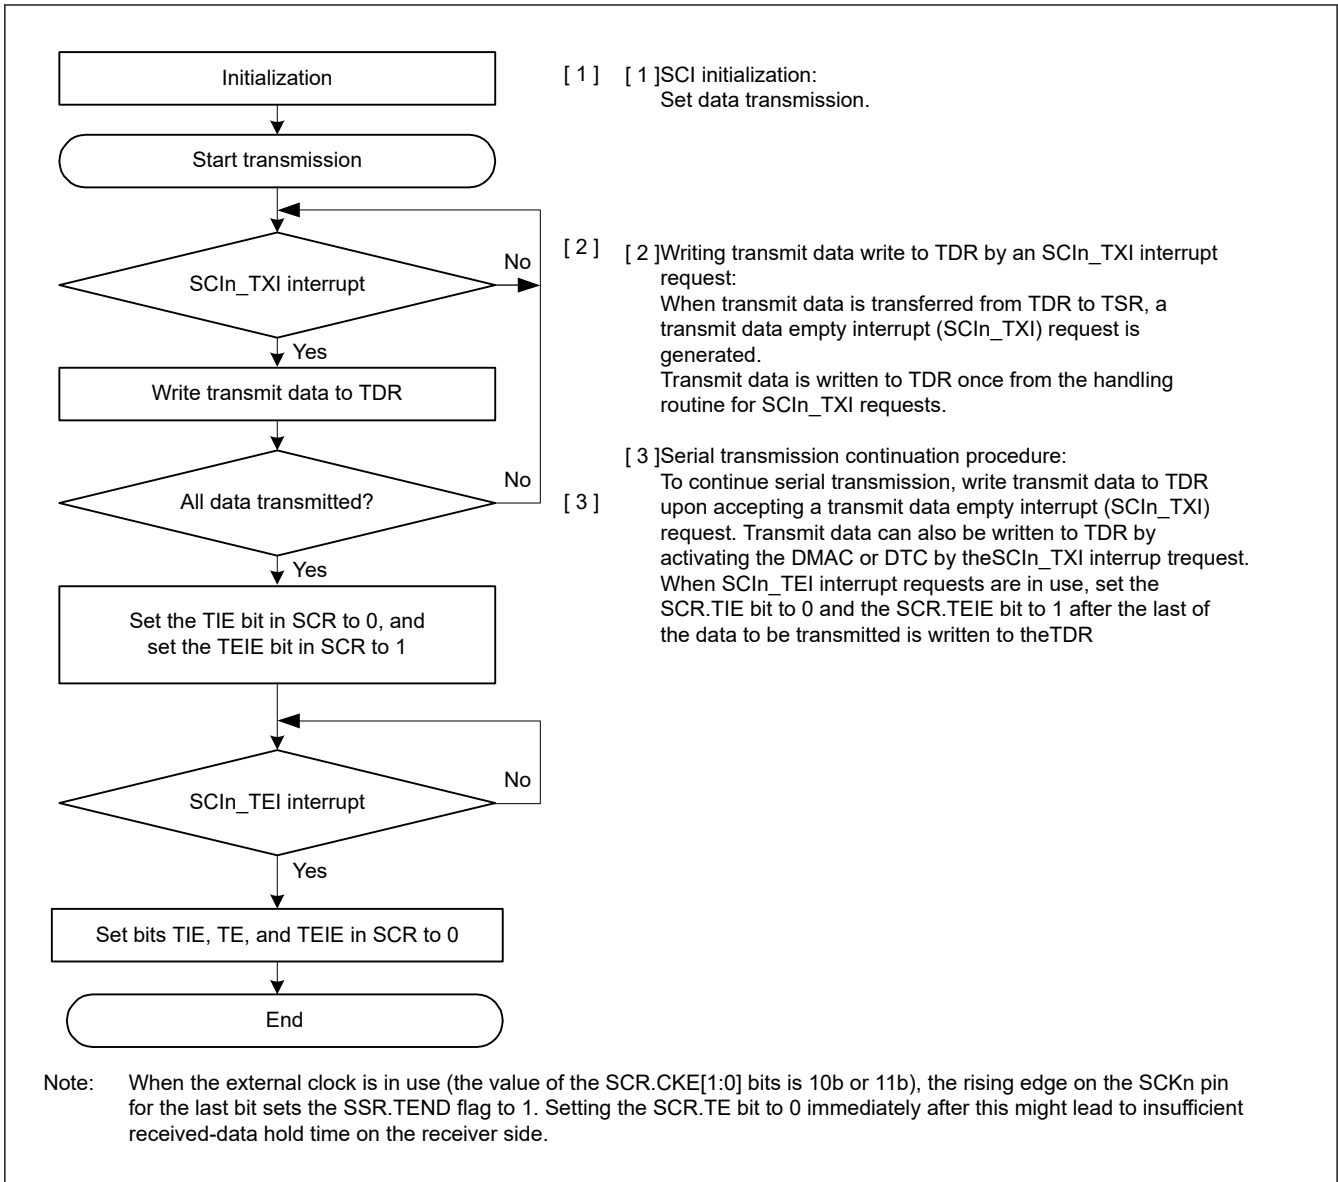 Initialization
[ 1 ]
[ 1 ]SCI initialization:
Set data transmission.
Start transmission
SCIn_TXI interrupt
No
Yes
[ 2 ]
[ 2 ]Writing transmit data write to TDR by an SCIn_TXI interrupt
request:
When transmit data is transferred from TDR to TSR, a
transmit data empty interrupt (SCIn_TXI) request is
generated.
Transmit data is written to TDR once from the handling
routine for SCIn_TXI requests.
Write transmit data to TDR
All data transmitted?
No
Yes
[ 3 ]
[ 3 ]Serial transmission continuation procedure:
To continue serial transmission, write transmit data to TDR
upon accepting a transmit data empty interrupt (SCIn_TXI)
request. Transmit data can also be written to TDR by
activating the DMAC or DTC by theSCIn_TXI interrup trequest.
When SCIn_TEI interrupt requests are in use, set the
SCR.TIE bit to 0 and the SCR.TEIE bit to 1 after the last of
the data to be transmitted is written to theTDR
Set the TIE bit in SCR to 0, and
set the TEIE bit in SCR to 1
SCIn_TEI interrupt
No
Yes
Set bits TIE, TE, and TEIE in SCR to 0
End
Note: When the external clock is in use (the value of the SCR.CKE[1:0] bits is 10b or 11b), the rising edge on the SCKn pin
for the last bit sets the SSR.TEND flag to 1. Setting the SCR.TE bit to 0 immediately after this might lead to insufficient
received-data hold time on the receiver side.